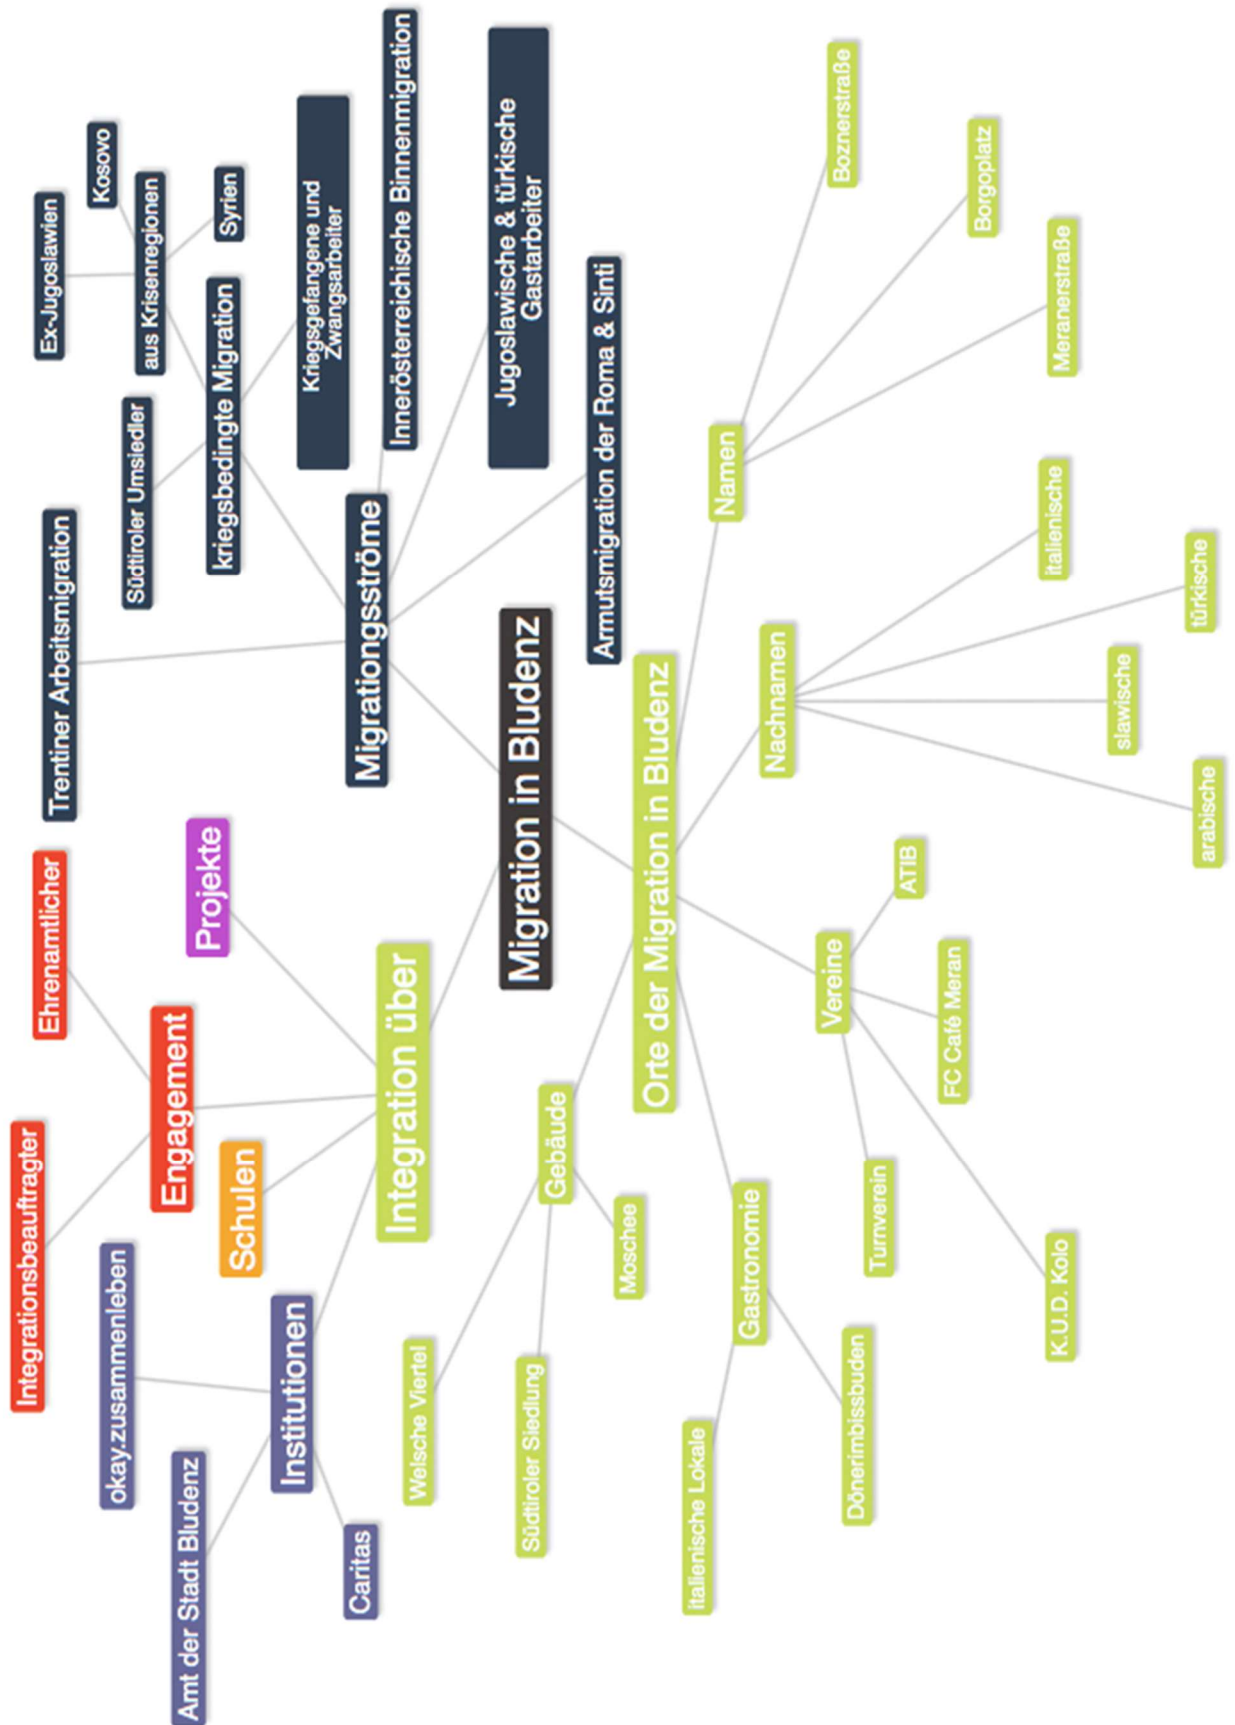 Integrationsbeauftragter
Ehrenamtlicher
Trentiner Arbeitsmigration
Ex-Jugoslawien
Kosovo
okay.zusammenleben
Engagement
Südtiroler Umsiedler
aus Krisenregionen
Amt der Stadt Bludenz
Schulen
Projekte
kriegsbedingte Migration
Syrien
Institutionen
Kriegsgefangene und
Zwangsarbeiter
Caritas
Integration über
Migrationsströme
Innerösterreichische Binnenmigration
Welsche Viertel
Migration in Bludenz
Jugoslawische & türkische
Gastarbeiter
Südtiroler Siedlung
Gebäude
Armutsmigration der Roma & Sinti
Moschee
Orte der Migration in Bludenz
italienische Lokale
Gastronomie
Nachnamen
Namen
Dönerimbissbuden
Turnverein
Vereine
Boznerstraße
ATIB
FC Café Meran
Borgoplatz
K.U.D. Kolo
italienische
Meranerstraße
slawische
arabische
türkische